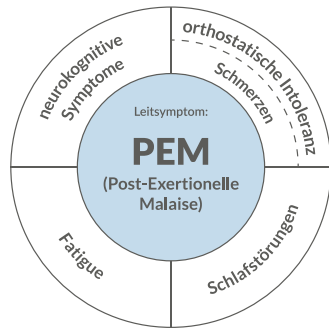 neurokognitive
Symptome
orthostatische Intoleranz
Schmerzen
Leitsymptom:
PEM
(Post-Exertionelle
Malaise)
Fatigue
Schlafstörungen